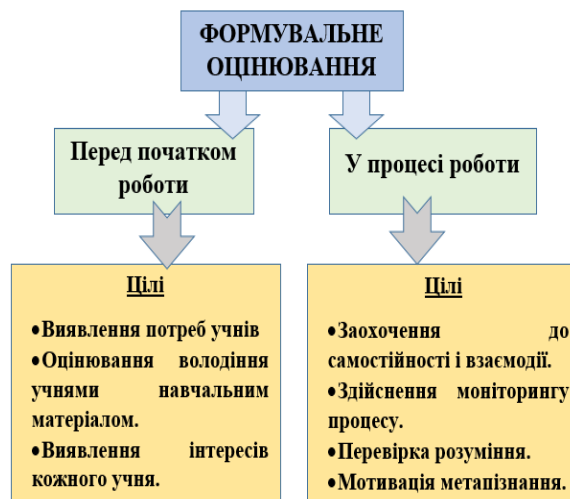 ФОРМУВАЛЬНЕ
ОЦІНЮВАННЯ
Перед початком
роботи
У процесі роботи
Цілі
•Виявлення потреб учнів
•Оцінювання володіння
учнями навчальним
матеріалом.
•Виявлення інтересів
кожного учня.
Цілі
•Заохочення до
самостійності і взаємодії.
•Здійснення моніторингу
процесу.
•Перевірка розуміння.
•Мотивація метапізнання.